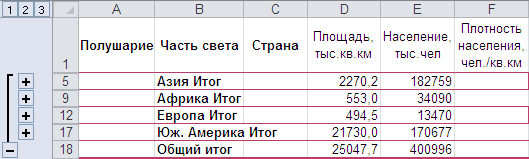 1 2 3
A B C D E F
1 Полушарие Часть света Страна Площадь, тыс.кв.км Население, тыс.чел Плотность населения, чел./кв.км
5 Азия Итог 2270,2 182759
9 Африка Итог 553,0 34090
12 Европа Итог 494,5 13470
17 Юж. Америка Итог 21730,0 170677
18 Общий итог 25047,7 400996